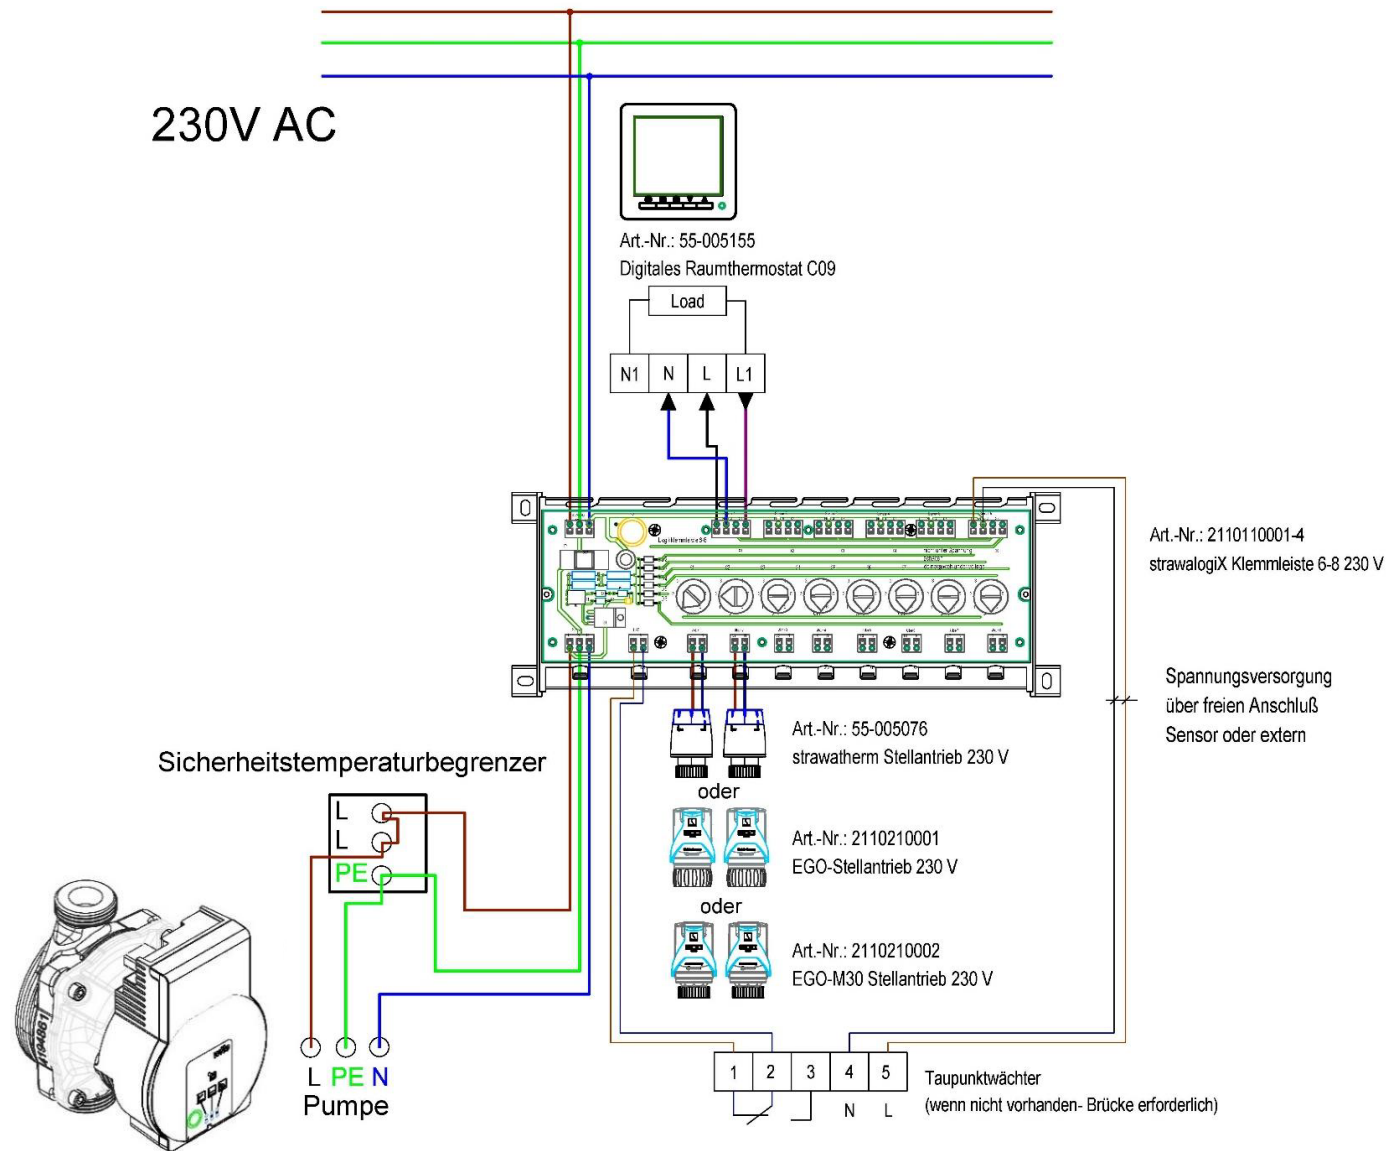 230V AC
Art.-Nr.: 55-005155
Digitales Raumthermostat C09
Load
N1 N L L1
Art.-Nr.: 2110110001-4
strawalogiX Klemmleiste 6-8 230 V
Spannungsversorgung
über freien Anschluß
Sensor oder extern
Art.-Nr.: 55-005076
strawatherm Stellantrieb 230 V
oder
Sicherheitstemperaturbegrenzer
L
L
PE
Art.-Nr.: 2110210001
EGO-Stellantrieb 230 V
oder
Art.-Nr.: 2110210002
EGO-M30 Stellantrieb 230 V
L PE N
Pumpe
1 2 3 4 5
N L
Taupunktwächter
(wenn nicht vorhanden- Brücke erforderlich)